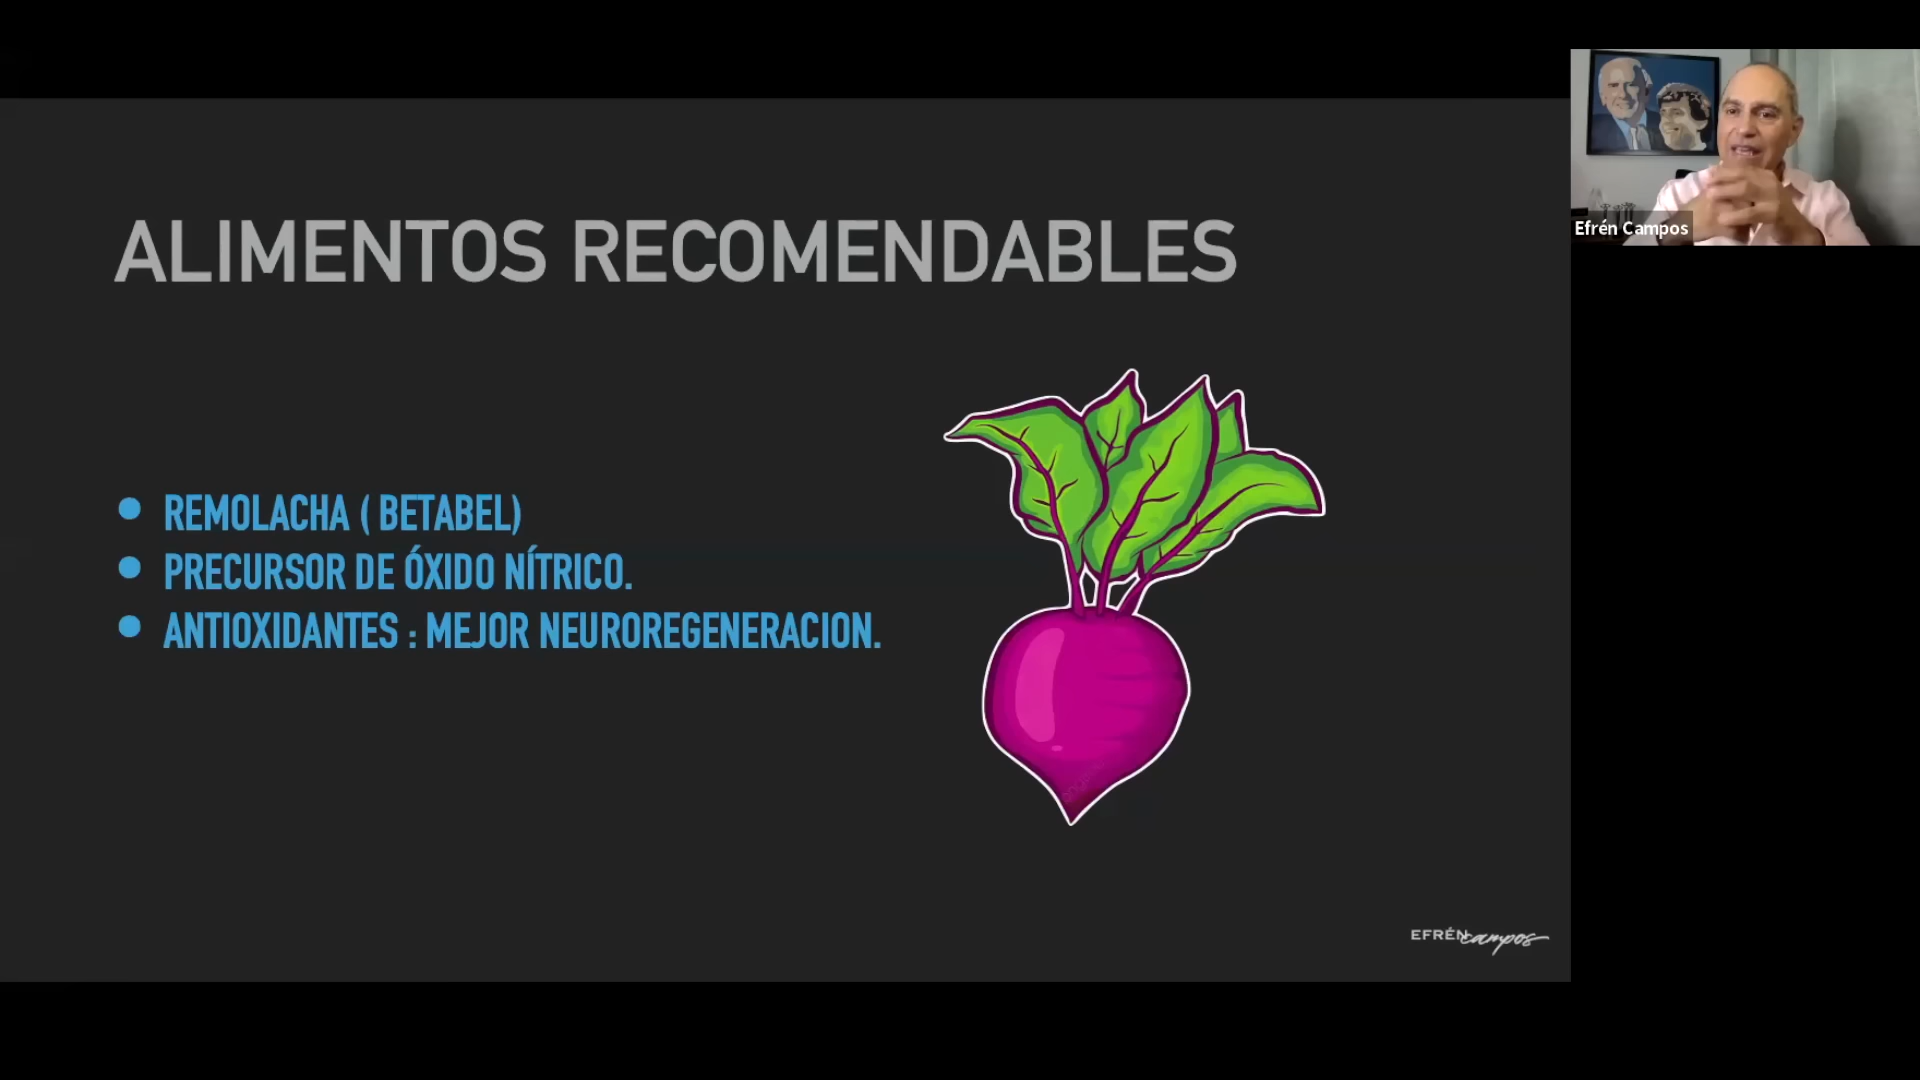 ALIMENTOS RECOMENDABLES
REMOLACHA ( BETABEL)
PRECURSOR DE ÓXIDO NÍTRICO.
ANTIOXIDANTES : MEJOR NEUROREGENERACION.
Efrén Campos
EFRÉN campos